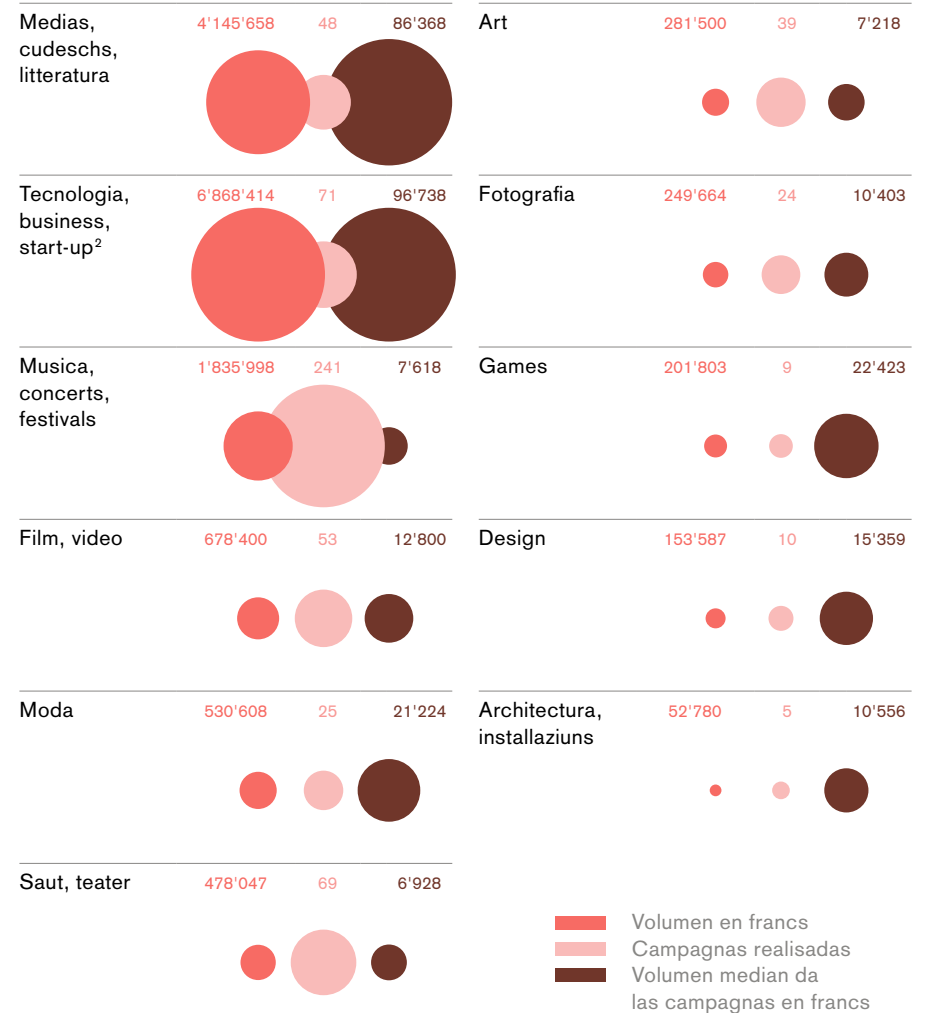 Medias,
cudeschs,
litteratura
4'145'658 48 86'368
Tecnologia,
business,
start-up²
6'868'414 71 96'738
Musica,
concerts,
festivals
1'835'998 241 7'618
Film, video
678'400 53 12'800
Moda
530'608 25 21'224
Saut, teater
478'047 69 6'928
Art
281'500 39 7'218
Fotografia
249'664 24 10'403
Games
201'803 9 22'423
Design
153'587 10 15'359
Architectura,
installaziuns
52'780 5 10'556
Volumen en francs
Campagnas realisadas
Volumen median da
las campagnas en francs